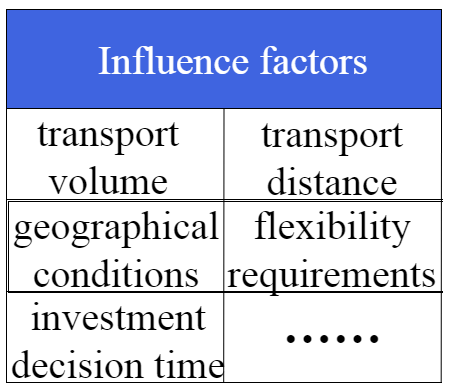 Influence factors
transport
volume
transport
distance
geographical
conditions
flexibility
requirements
investment
decision time
……